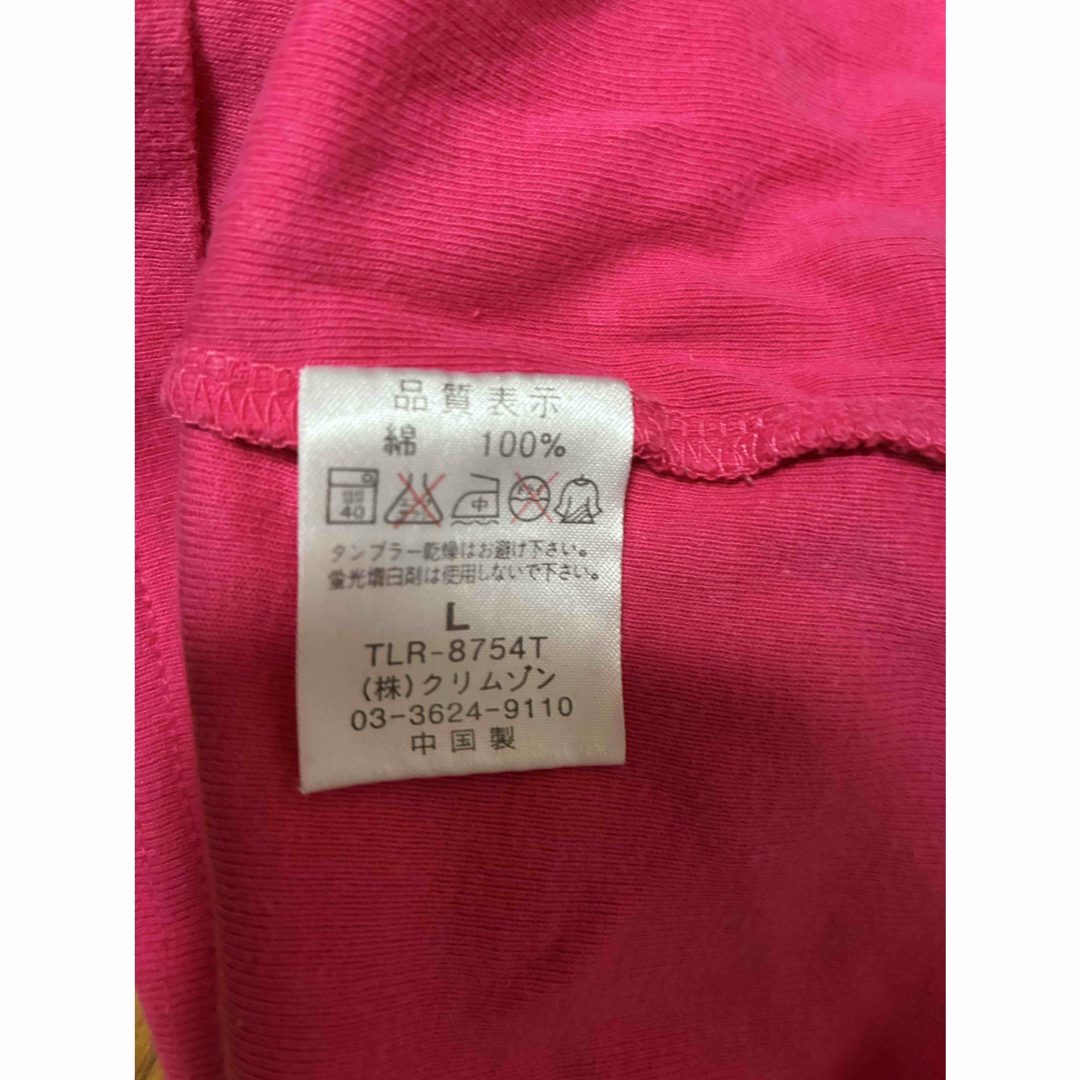 品質表示
綿 100%
40 中
タンブラー乾燥はお避け下さい。
蛍光増白剤は使用しないで下さい。
L
TLR-8754T
(株)クリムゾン
03-3624-9110
中国製